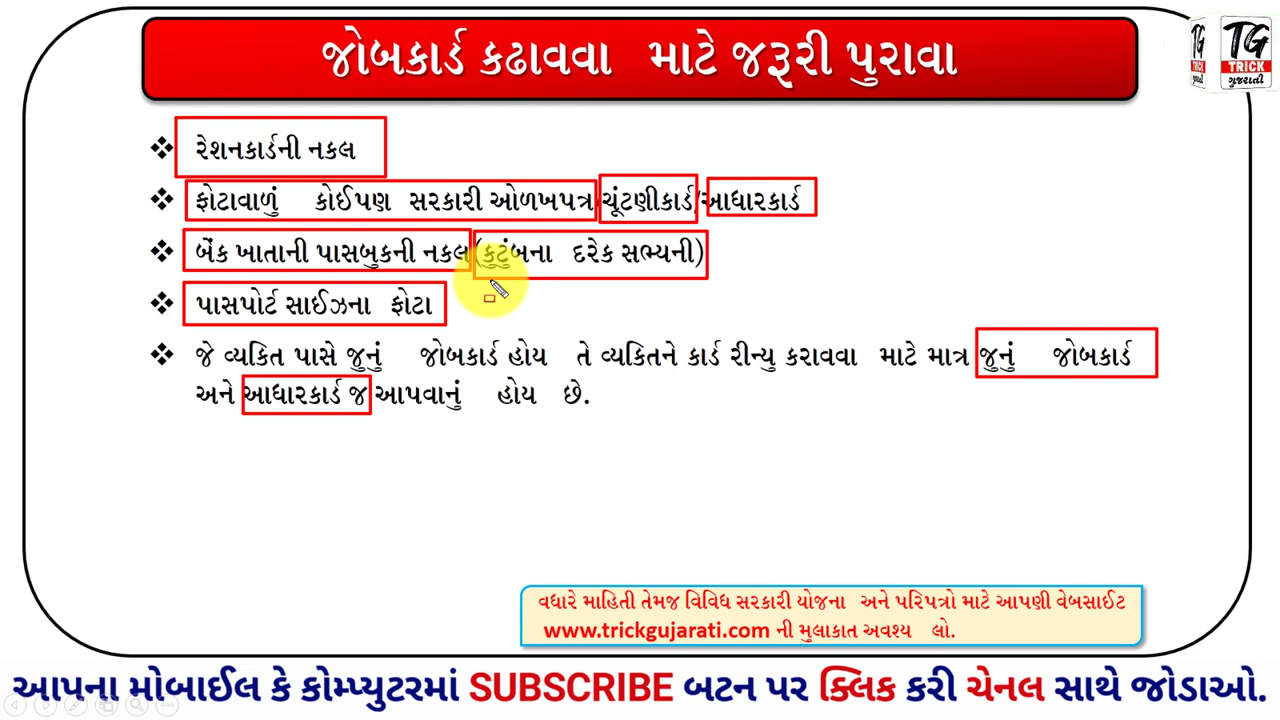 જોબકાર્ડ કઢાવવા માટે જરૂરી પુરાવા
TG
TRICK
ગુજરાતી
❖ રેશનકાર્ડની નકલ
❖ ફોટાવાળું કોઈપણ સરકારી ઓળખપત્ર ચૂંટણીકાર્ડ/આધારકાર્ડ
❖ બેંક ખાતાની પાસબુકની નકલ (કુટુંબના દરેક સભ્યની)
❖ પાસપોર્ટ સાઈઝના ફોટા
❖ જે વ્યકિત પાસે જુનું જોબકાર્ડ હોય તે વ્યકિતને કાર્ડ રીન્યુ કરાવવા માટે માત્ર જુનું જોબકાર્ડ
અને આધારકાર્ડ જ આપવાનું હોય છે.
વધારે માહિતી તેમજ વિવિધ સરકારી યોજના અને પરિપત્રો માટે આપણી વેબસાઈટ
www.trickgujarati.com ની મુલાકાત અવશ્ય લો.
આપના મોબાઈલ કે કોમ્પ્યુટરમાં SUBSCRIBE બટન પર ક્લિક કરી ચેનલ સાથે જોડાઓ.